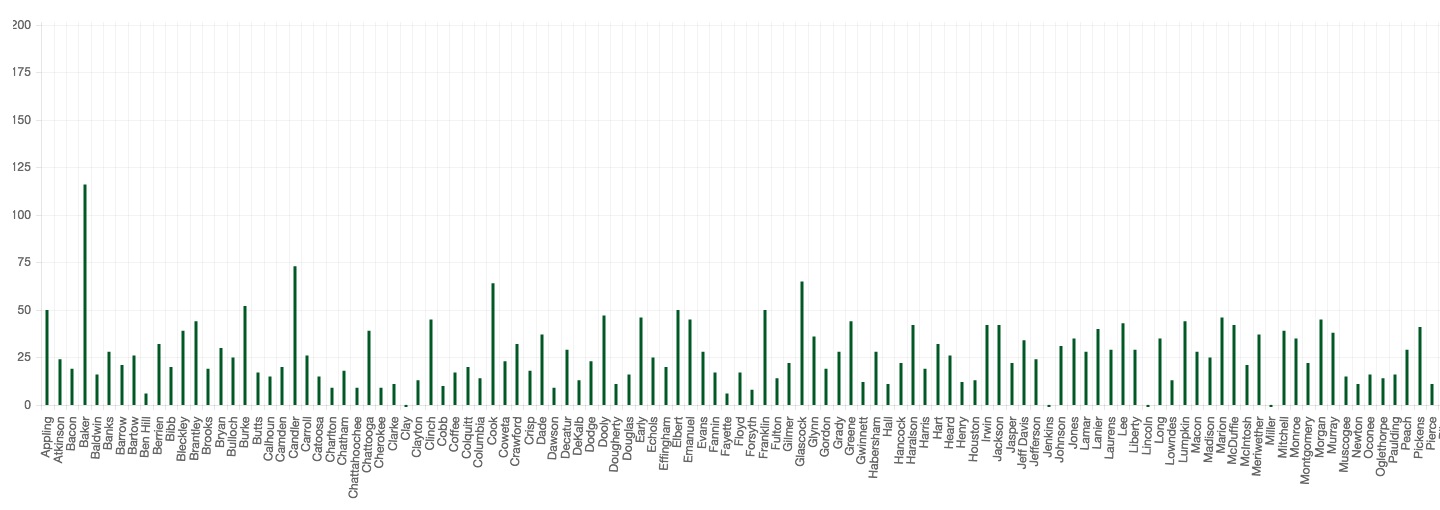 200
175
150
125
100
75
50
25
0
Appling
Atkinson
Bacon
Baker
Baldwin
Banks
Barrow
Bartow
Ben Hill
Berrien
Bibb
Bleckley
Brantley
Brooks
Bryan
Bulloch
Burke
Butts
Calhoun
Camden
Candler
Carroll
Catoosa
Charlton
Chatham
Chattahoochee
Chattooga
Cherokee
Clarke
Clay
Clayton
Clinch
Cobb
Coffee
Colquitt
Columbia
Cook
Coweta
Crawford
Crisp
Dade
Dawson
Decatur
DeKalb
Dodge
Dooly
Dougherty
Douglas
Early
Echols
Effingham
Elbert
Emanuel
Evans
Fannin
Fayette
Floyd
Forsyth
Franklin
Fulton
Gilmer
Glascock
Glynn
Gordon
Grady
Greene
Gwinnett
Habersham
Hall
Hancock
Harralson
Harris
Hart
Heard
Henry
Houston
Irwin
Jackson
Jasper
Jeff Davis
Jefferson
Jenkins
Johnson
Jones
Lamar
Lanier
Laurens
Lee
Liberty
Lincoln
Long
Lowndes
Lumpkin
Macon
Madison
Marion
McDuffie
McIntosh
Meriwether
Miller
Mitchell
Monroe
Montgomery
Morgan
Murray
Muscogee
Newton
Oconee
Oglethorpe
Paulding
Peach
Pickens
Pierce